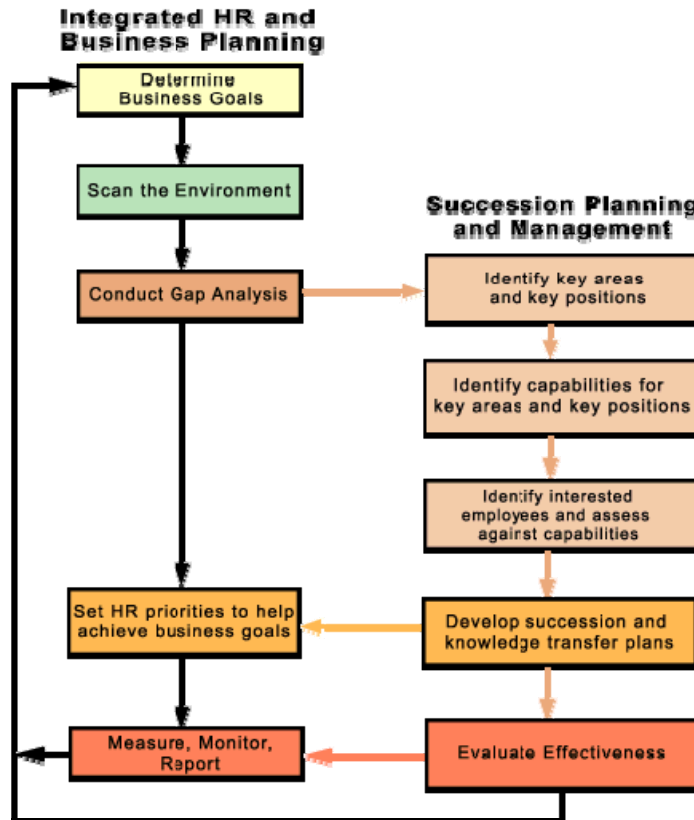 Integrated HR and
Business Planning
Determine
Business Goals
Scan the Environment
Conduct Gap Analysis
Set HR priorities to help
achieve business goals
Measure, Monitor,
Report
Succession Planning
and Management
Identify key areas
and key positions
Identify capabilities for
key areas and key positions
Identify interested
employees and assess
against capabilities
Develop succession and
knowledge transfer plans
Evaluate Effectiveness